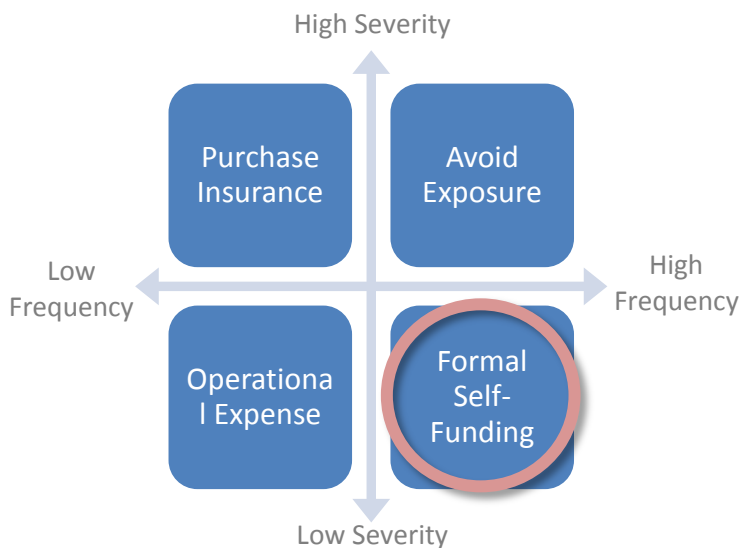 High Severity
Purchase
Insurance
Avoid
Exposure
Low
Frequency
High
Frequency
Operationa
l Expense
Formal
Self-
Funding
Low Severity